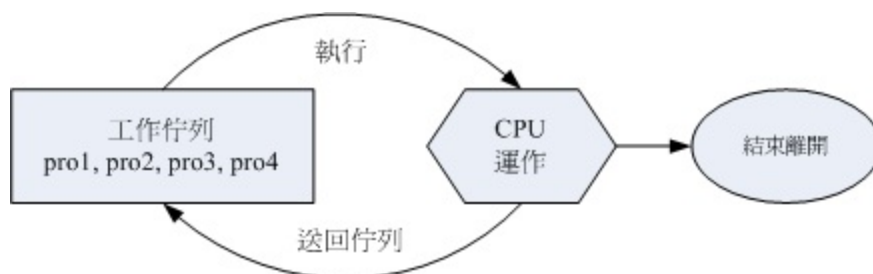 執行
工作佇列
pro1, pro2, pro3, pro4
CPU
運作
結束離開
送回佇列